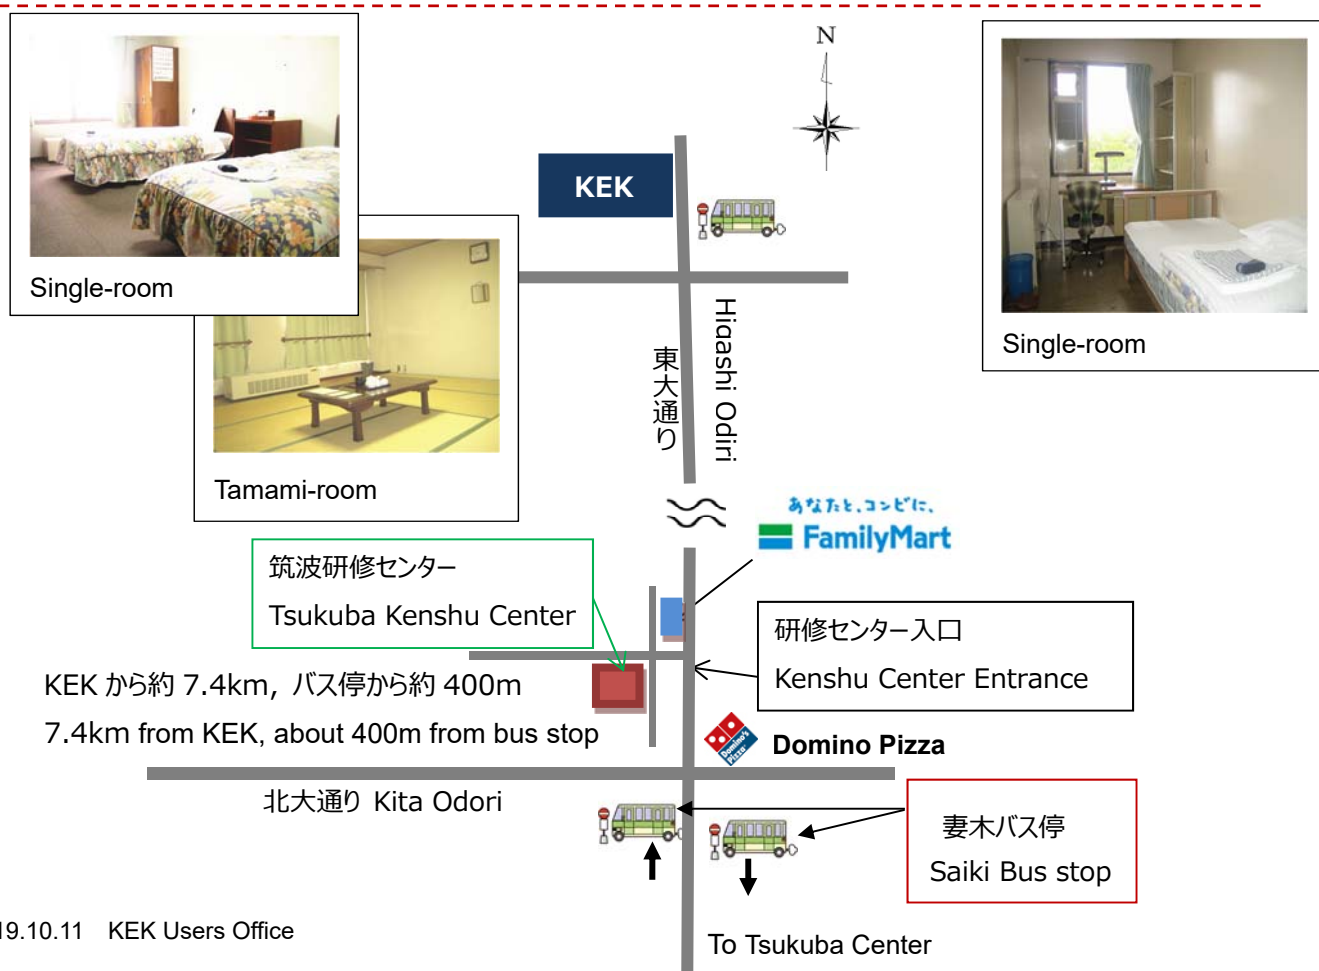 N
KEK
Single-room
Single-room
Higashi Odiri
東大通り
Tamami-room
あなたと、コンビに、
FamilyMart
筑波研修センター
Tsukuba Kenshu Center
研修センター入口
Kenshu Center Entrance
KEK から約 7.4km, バス停から約 400m
7.4km from KEK, about 400m from bus stop
Domino's
Pizza
Domino Pizza
北大通り Kita Odori
妻木バス停
Saiki Bus stop
19.10.11 KEK Users Office
To Tsukuba Center